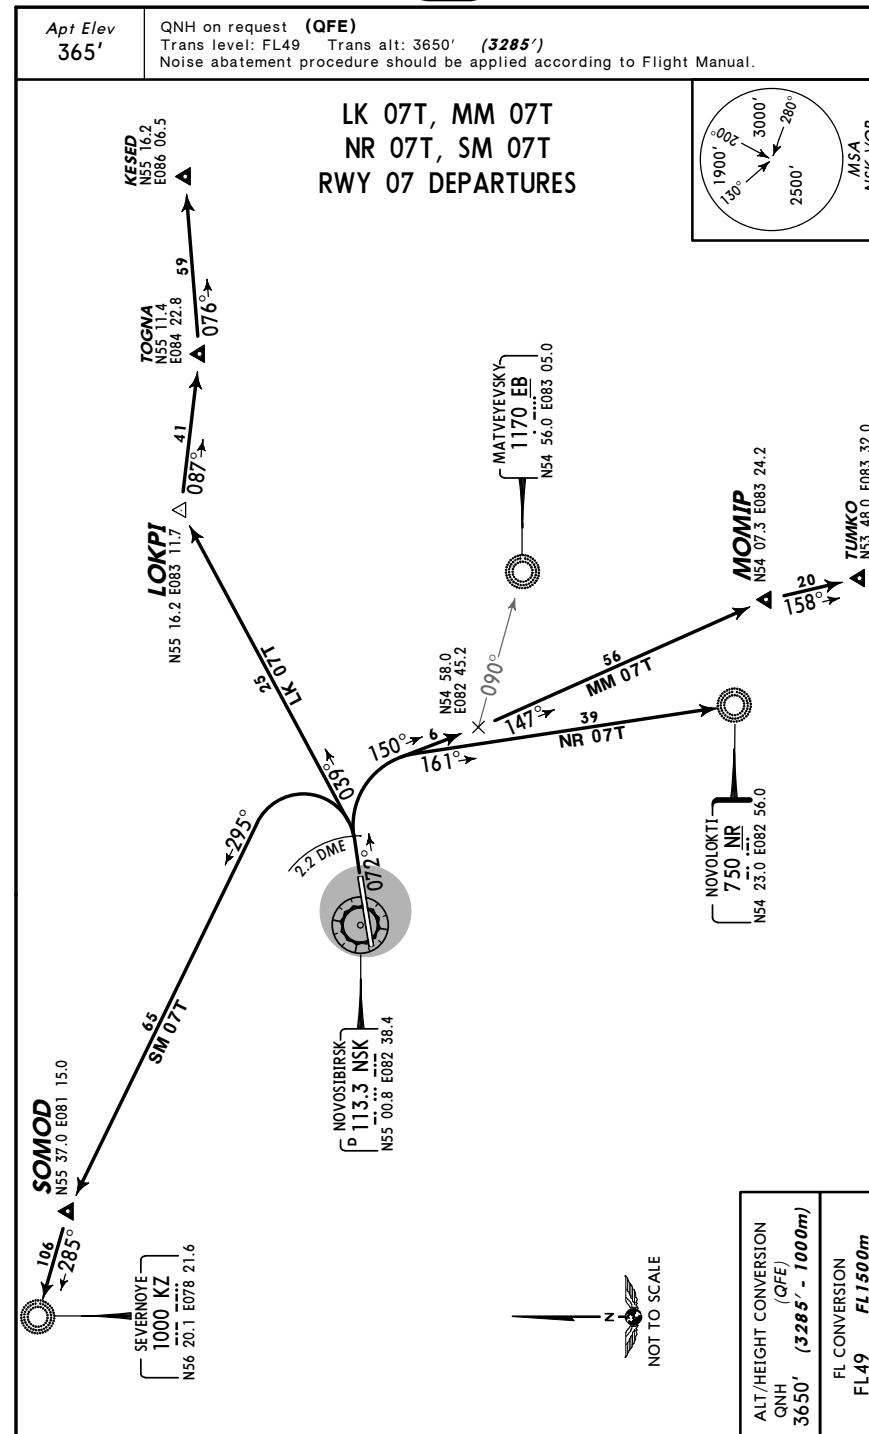 Apt Elev
365'
QNH on request (QFE)
Trans level: FL49 Trans alt: 3650' (3285')
Noise abatement procedure should be applied according to Flight Manual.
LK 07T, MM 07T
NR 07T, SM 07T
RWY 07 DEPARTURES
200°
280°
130°
1900'
3000'
2500'
MSA
KESED
N55 16.2
E086 06.5
59
076°
TOGNA
N55 11.4
E084 22.8
41
087°
LOKPI
N55 16.2 E083 11.7
25
LK 07T
039°
MATVEYEVSKY
1170 EB
N54 56.0 E083 05.0
090°
N54 58.0
E082 45.2
150°
6
147°
56
MM 07T
MOMIP
N54 07.3 E083 24.2
20
158°
TUMKO
N53 48.0 E083 32.0
161°
39
NR 07T
NOVOLOKTI
750 NR
N54 23.0 E082 56.0
295°
2.2 DME
072°
65
SM 07T
NOVOSIBIRSK
D 113.3 NSK
N55 00.8 E082 38.4
SOMOD
N55 37.0 E081 15.0
106
285°
SEVERNOYE
1000 KZ
N56 20.1 E078 21.6
N
NOT TO SCALE
ALT/HEIGHT CONVERSION
QNH (QFE)
3650' (3285' - 1000m)
FL CONVERSION
FL49 FL1500m